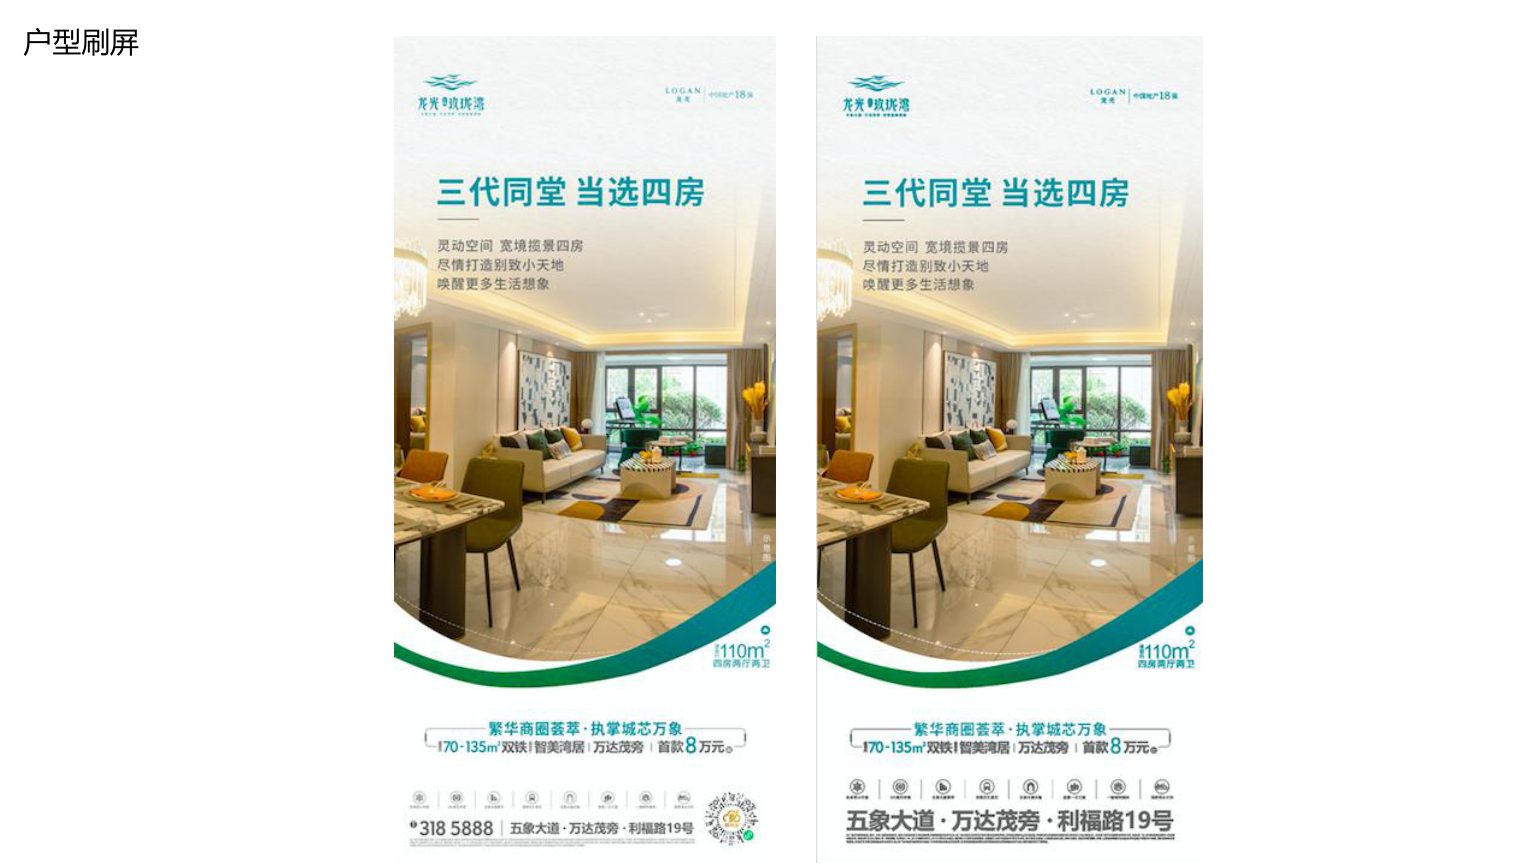 户型刷屏
龙光 玖珑湾
LOGAN
龙光
中国地产18强
三代同堂 当选四房
灵动空间 宽境揽景四房
尽情打造别致小天地
唤醒更多生活想象
示意图
110m²
四房两厅两卫
繁华商圈荟萃·执掌城芯万象
70-135m²双铁 智美湾居 | 万达茂旁 | 首款8万元
318 5888 | 五象大道·万达茂旁·利福路19号
龙光 玖珑湾
LOGAN
龙光
中国地产18强
三代同堂 当选四房
灵动空间 宽境揽景四房
尽情打造别致小天地
唤醒更多生活想象
示意图
110m²
四房两厅两卫
繁华商圈荟萃·执掌城芯万象
70-135m²双铁 智美湾居 | 万达茂旁 | 首款8万元
五象大道·万达茂旁·利福路19号